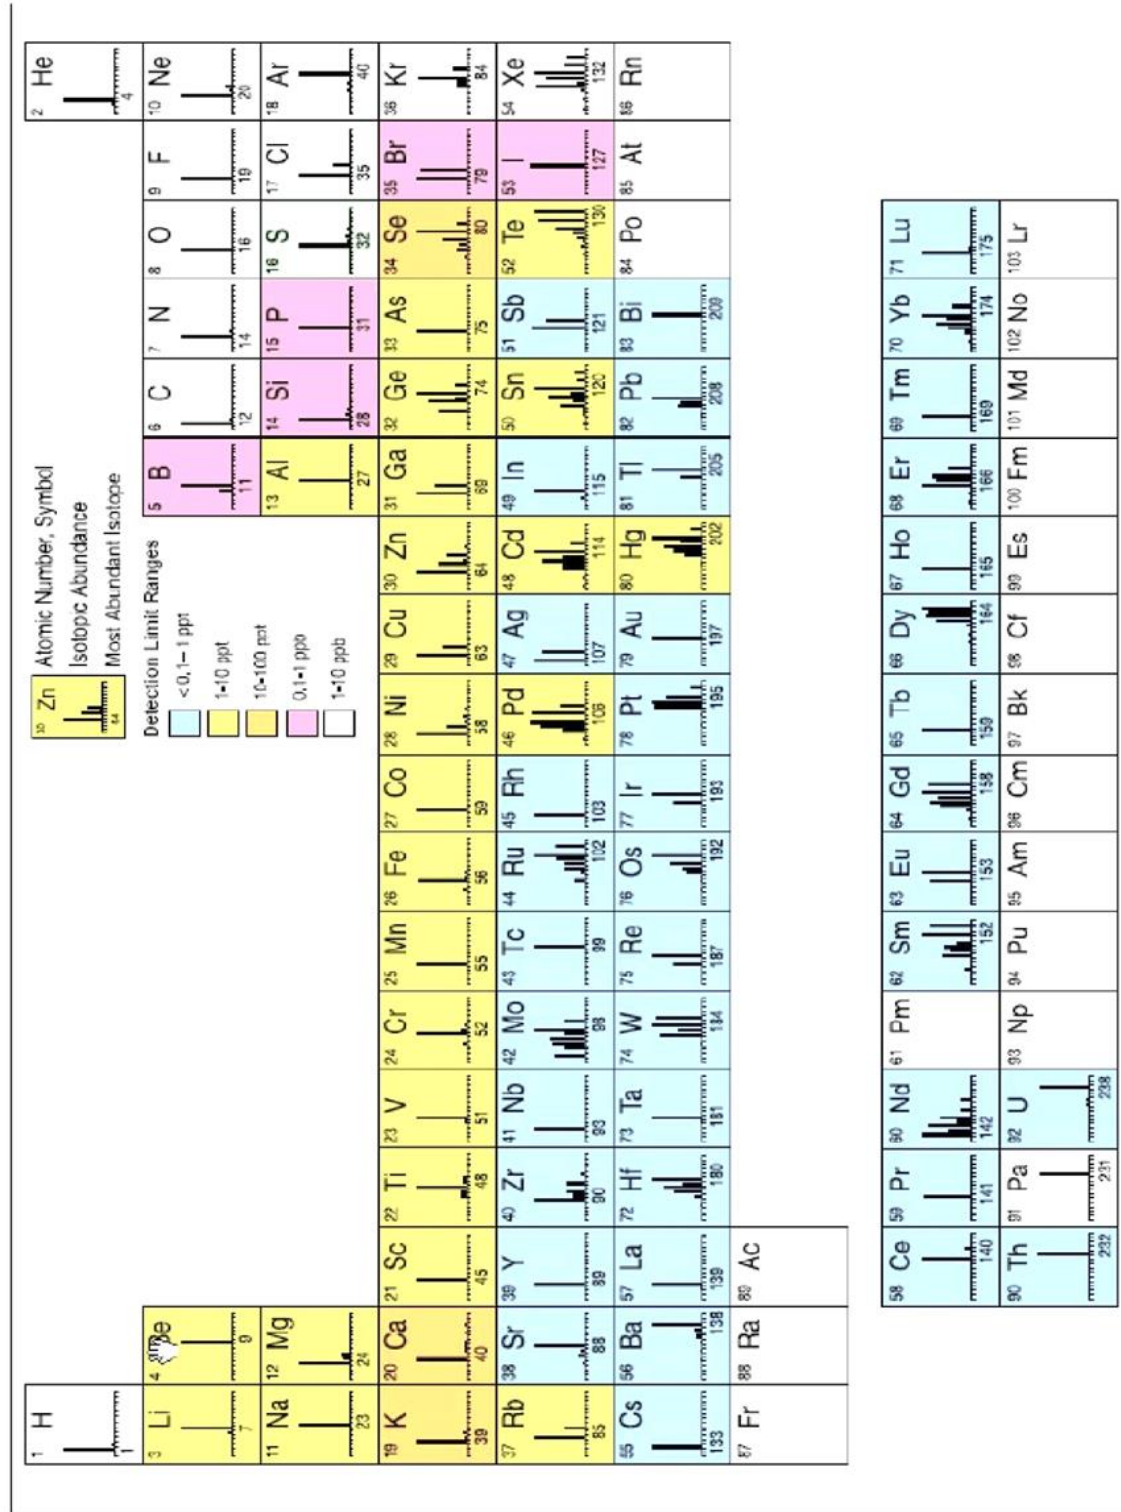 30 Zn
64
Atomic Number, Symbol
Isotopic Abundance
Most Abundant Isotope
Detection Limit Ranges
<0.1–1 ppt
1-10 ppt
10-100 ppt
0.1-1 ppb
1-10 ppb
1 H
1
2 He
4
3 Li
7
4 Be
9
5 B
11
6 C
12
7 N
14
8 O
16
9 F
19
10 Ne
20
11 Na
23
12 Mg
24
13 Al
27
14 Si
28
15 P
31
16 S
32
17 Cl
35
18 Ar
40
19 K
39
20 Ca
40
21 Sc
45
22 Ti
48
23 V
51
24 Cr
52
25 Mn
55
26 Fe
56
27 Co
59
28 Ni
58
29 Cu
63
30 Zn
64
31 Ga
69
32 Ge
74
33 As
75
34 Se
80
35 Br
79
36 Kr
84
37 Rb
85
38 Sr
88
39 Y
89
40 Zr
90
41 Nb
93
42 Mo
98
43 Tc
99
44 Ru
102
45 Rh
103
46 Pd
106
47 Ag
107
48 Cd
114
49 In
115
50 Sn
120
51 Sb
121
52 Te
130
53 I
127
54 Xe
132
55 Cs
133
56 Ba
138
57 La
139
72 Hf
180
73 Ta
181
74 W
184
75 Re
187
76 Os
192
77 Ir
193
78 Pt
195
79 Au
197
80 Hg
202
81 Tl
205
82 Pb
208
83 Bi
209
84 Po
85 At
86 Rn
87 Fr
88 Ra
89 Ac
58 Ce
140
59 Pr
141
60 Nd
142
61 Pm
62 Sm
152
63 Eu
153
64 Gd
158
65 Tb
159
66 Dy
164
67 Ho
165
68 Er
166
69 Tm
169
70 Yb
174
71 Lu
175
90 Th
232
91 Pa
231
92 U
238
93 Np
94 Pu
95 Am
96 Cm
97 Bk
98 Cf
99 Es
100 Fm
101 Md
102 No
103 Lr